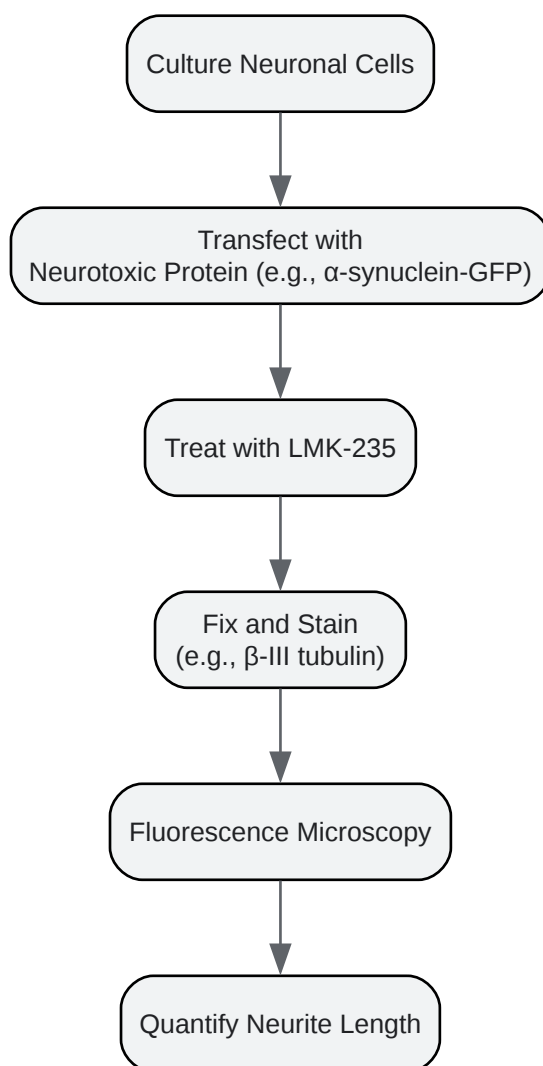 Culture Neuronal Cells
Transfect with
Neurotoxic Protein (e.g., α-synuclein-GFP)
Treat with LMK-235
Fix and Stain
(e.g., β-III tubulin)
Fluorescence Microscopy
Quantify Neurite Length